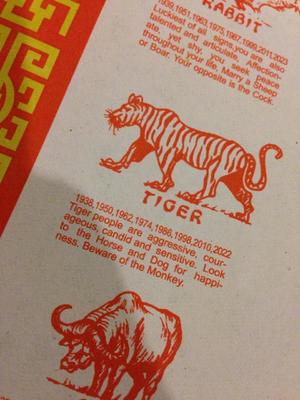 RABBIT
1939,1951,1963,1975,1987,1999,2011,2023
Luckiest of all signs, you are also
talented and articulate. Affection-
ate, yet shy, you seek peace
throughout your life. Marry a Sheep
or Boar. Your opposite is the Cock.
TIGER
1938,1950,1962,1974,1986,1998,2010,2022
Tiger people are aggressive, cour-
ageous, candid and sensitive. Look
to the Horse and Dog for happi-
ness. Beware of the Monkey.